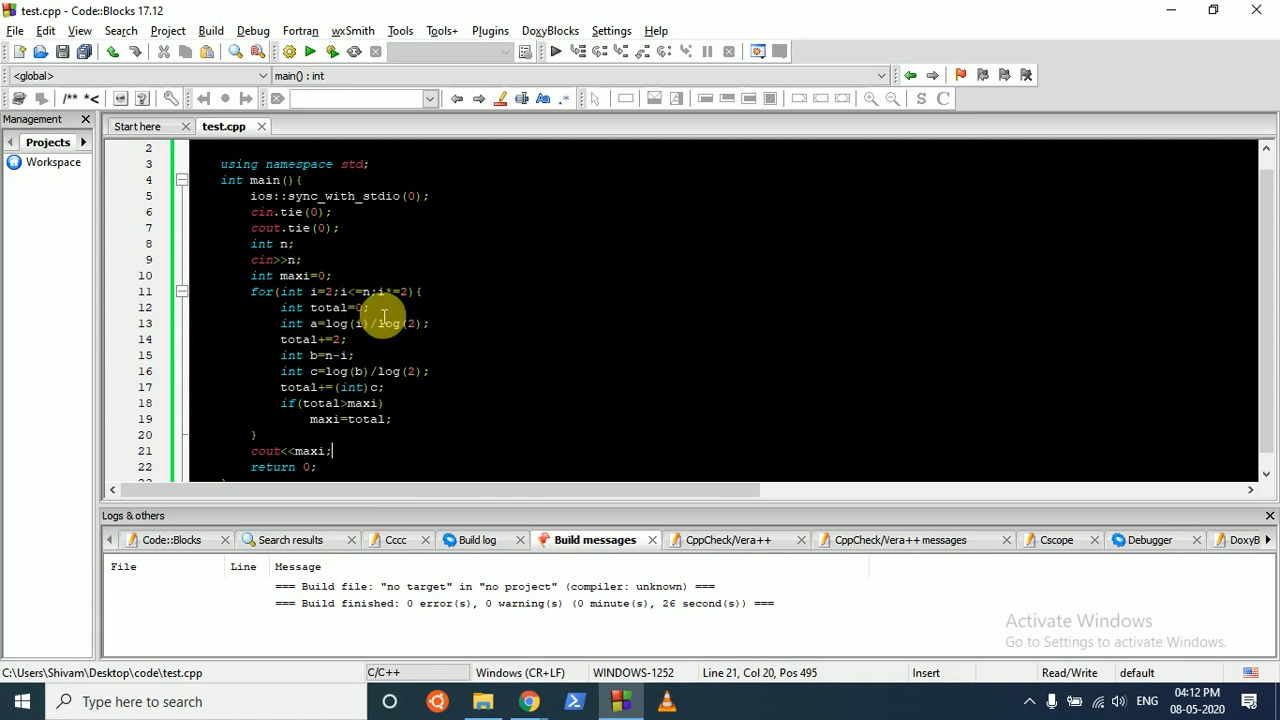 test.cpp - Code::Blocks 17.12
File Edit View Search Project Build Debug Fortran wxSmith Tools Tools+ Plugins DoxyBlocks Settings Help
<global> main() : int
/** *< S C
Management
Start here test.cpp
Projects
Workspace
2
3 using namespace std;
4 int main(){
5 ios::sync_with_stdio(0);
6 cin.tie(0);
7 cout.tie(0);
8 int n;
9 cin>>n;
10 int maxi=0;
11 for(int i=2;i<=n;i*=2){
12 int total=0;
13 int a=log(i)/log(2);
14 total+=2;
15 int b=n-i;
16 int c=log(b)/log(2);
17 total+=(int)c;
18 if(total>maxi)
19 maxi=total;
20 }
21 cout<<maxi;
22 return 0;
Logs & others
Code::Blocks Search results Cccc Build log Build messages CppCheck/Vera++ CppCheck/Vera++ messages Cscope Debugger DoxyB
File Line Message
=== Build file: "no target" in "no project" (compiler: unknown) ===
=== Build finished: 0 error(s), 0 warning(s) (0 minute(s), 26 second(s)) ===
Activate Windows
Go to Settings to activate Windows.
C:\Users\Shivam\Desktop\code\test.cpp C/C++ Windows (CR+LF) WINDOWS-1252 Line 21, Col 20, Pos 495 Insert Read/Write default
Type here to search
ENG
04:12 PM
08-05-2020